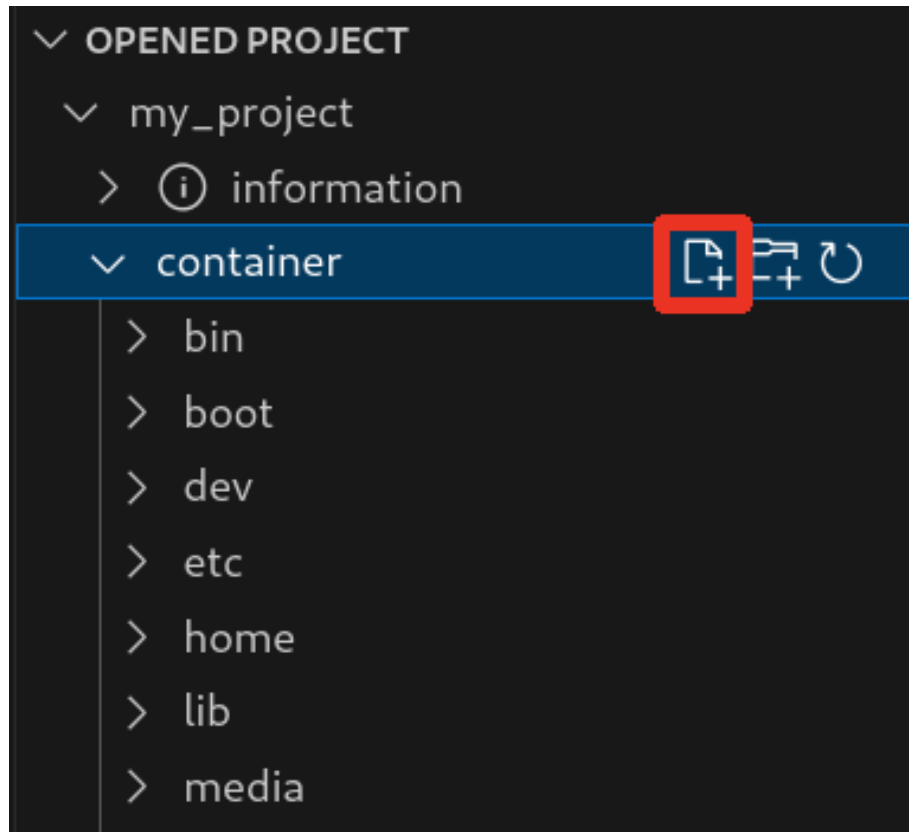 OPENED PROJECT
my_project
information
container
bin
boot
dev
etc
home
lib
media